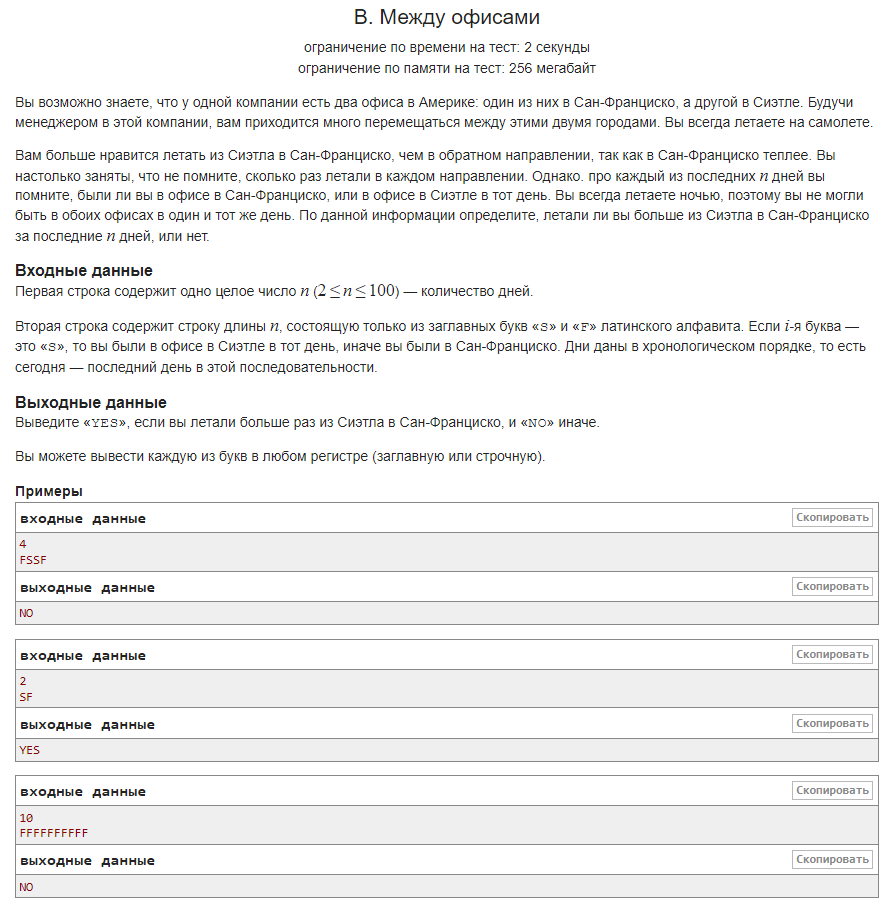 B. Между офисами
ограничение по времени на тест: 2 секунды
ограничение по памяти на тест: 256 мегабайт
Вы возможно знаете, что у одной компании есть два офиса в Америке: один из них в Сан-Франциско, а другой в Сиэтле. Будучи
менеджером в этой компании, вам приходится много перемещаться между этими двумя городами. Вы всегда летаете на самолете.
Вам больше нравится летать из Сиэтла в Сан-Франциско, чем в обратном направлении, так как в Сан-Франциско теплее. Вы
настолько заняты, что не помните, сколько раз летали в каждом направлении. Однако. про каждый из последних n дней вы
помните, были ли вы в офисе в Сан-Франциско, или в офисе в Сиэтле в тот день. Вы всегда летаете ночью, поэтому вы не могли
быть в обоих офисах в один и тот же день. По данной информации определите, летали ли вы больше из Сиэтла в Сан-Франциско
за последние n дней, или нет.
Входные данные
Первая строка содержит одно целое число n (2 ≤ n ≤ 100) — количество дней.
Вторая строка содержит строку длины n, состоящую только из заглавных букв «S» и «F» латинского алфавита. Если i-я буква —
это «S», то вы были в офисе в Сиэтле в тот день, иначе вы были в Сан-Франциско. Дни даны в хронологическом порядке, то есть
сегодня — последний день в этой последовательности.
Выходные данные
Выведите «YES», если вы летали больше раз из Сиэтла в Сан-Франциско, и «NO» иначе.
Вы можете вывести каждую из букв в любом регистре (заглавную или строчную).
Примеры
входные данные Скопировать
4
FSSF
выходные данные Скопировать
NO
входные данные Скопировать
2
SF
выходные данные Скопировать
YES
входные данные Скопировать
10
FFFFFFFFFF
выходные данные Скопировать
NO